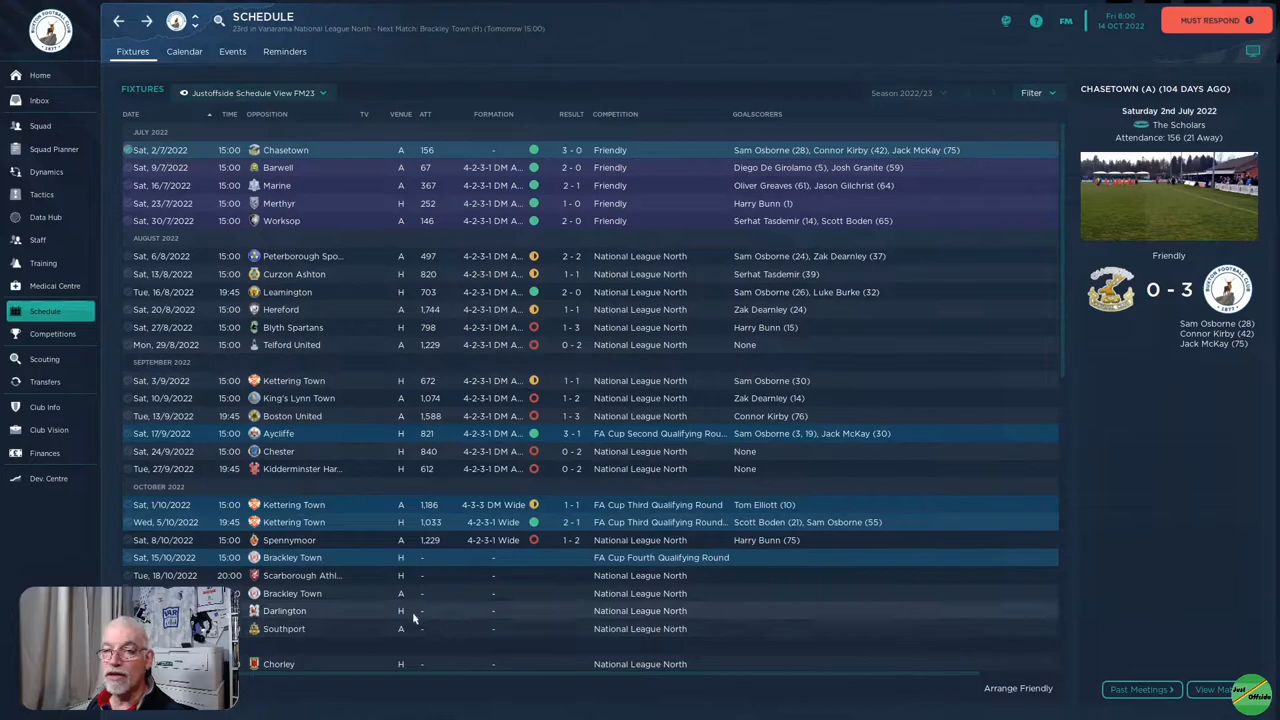 SCHEDULE
23rd in Vanarama National League North - Next Match: Brackley Town (H) (Tomorrow 15:00)
FM
Fri 6:00
14 OCT 2022
MUST RESPOND
Fixtures Calendar Events Reminders
Home
Inbox
Squad
Squad Planner
Dynamics
Tactics
Data Hub
Staff
Training
Medical Centre
Schedule
Competitions
Scouting
Transfers
Club Info
Club Vision
Finances
Dev. Centre
FIXTURES Justoffside Schedule View FM23 Season 2022/23 Filter
DATE TIME OPPOSITION TV VENUE ATT FORMATION RESULT COMPETITION GOALSCORERS
JULY 2022
Sat, 2/7/2022 15:00 Chasetown A 156 - 3 - 0 Friendly Sam Osborne (28), Connor Kirby (42), Jack McKay (75)
Sat, 9/7/2022 15:00 Barwell A 67 4-2-3-1 DM A... 2 - 0 Friendly Diego De Girolamo (5), Josh Granite (59)
Sat, 16/7/2022 15:00 Marine A 367 4-2-3-1 DM A... 2 - 1 Friendly Oliver Greaves (61), Jason Gilchrist (64)
Sat, 23/7/2022 15:00 Merthyr H 252 4-2-3-1 DM A... 1 - 0 Friendly Harry Bunn (1)
Sat, 30/7/2022 15:00 Worksop A 146 4-2-3-1 DM A... 2 - 0 Friendly Serhat Tasdemir (14), Scott Boden (65)
AUGUST 2022
Sat, 6/8/2022 15:00 Peterborough Spo... A 497 4-2-3-1 DM A... 2 - 2 National League North Sam Osborne (24), Zak Dearnley (37)
Sat, 13/8/2022 15:00 Curzon Ashton H 820 4-2-3-1 DM A... 1 - 1 National League North Serhat Tasdemir (39)
Tue, 16/8/2022 19:45 Leamington H 703 4-2-3-1 DM A... 2 - 0 National League North Sam Osborne (26), Luke Burke (32)
Sat, 20/8/2022 15:00 Hereford A 1,744 4-2-3-1 DM A... 1 - 1 National League North Zak Dearnley (24)
Sat, 27/8/2022 15:00 Blyth Spartans H 798 4-2-3-1 DM A... 1 - 3 National League North Harry Bunn (15)
Mon, 29/8/2022 15:00 Telford United A 1,229 4-2-3-1 DM A... 0 - 2 National League North None
SEPTEMBER 2022
Sat, 3/9/2022 15:00 Kettering Town H 672 4-2-3-1 DM A... 1 - 1 National League North Sam Osborne (30)
Sat, 10/9/2022 15:00 King's Lynn Town A 1,074 4-2-3-1 DM A... 1 - 2 National League North Zak Dearnley (14)
Tue, 13/9/2022 19:45 Boston United A 1,588 4-2-3-1 DM A... 1 - 3 National League North Connor Kirby (76)
Sat, 17/9/2022 15:00 Aycliffe H 821 4-2-3-1 DM A... 3 - 1 FA Cup Second Qualifying Rou... Sam Osborne (3, 19), Jack McKay (30)
Sat, 24/9/2022 15:00 Chester H 840 4-2-3-1 DM A... 0 - 2 National League North None
Tue, 27/9/2022 19:45 Kidderminster Har... H 612 4-2-3-1 DM A... 0 - 2 National League North None
OCTOBER 2022
Sat, 1/10/2022 15:00 Kettering Town A 1,186 4-3-3 DM Wide 1 - 1 FA Cup Third Qualifying Round Tom Elliott (10)
Wed, 5/10/2022 19:45 Kettering Town H 1,033 4-2-3-1 Wide 2 - 1 FA Cup Third Qualifying Round... Scott Boden (21), Sam Osborne (55)
Sat, 8/10/2022 15:00 Spennymoor A 1,229 4-2-3-1 Wide 1 - 2 National League North Harry Bunn (75)
Sat, 15/10/2022 15:00 Brackley Town H - - FA Cup Fourth Qualifying Round
Tue, 18/10/2022 20:00 Scarborough Athl... H - - National League North
Brackley Town A - - National League North
Darlington H - - National League North
Southport A - - National League North
Chorley H - - National League North
Arrange Friendly
CHASETOWN (A) (104 DAYS AGO)
Saturday 2nd July 2022
The Scholars
Attendance: 156 (21 Away)
Friendly
0 - 3
Sam Osborne (28)
Connor Kirby (42)
Jack McKay (75)
Past Meetings
View Ma
Just
Offside
VAR
BUXTON FOOTBALL CLUB
1877